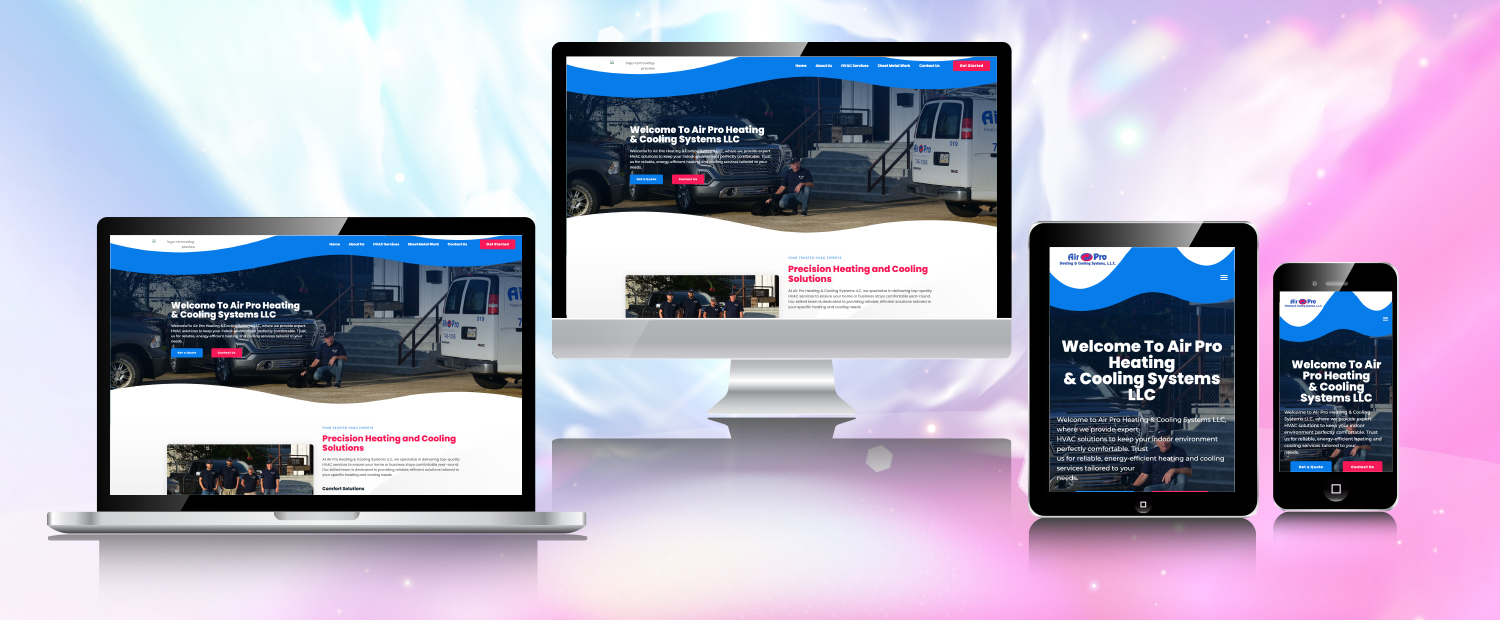 logo-removebg-
preview
Home About Us HVAC Services Sheet Metal Work Contact Us Get Started
Welcome To Air Pro Heating
& Cooling Systems LLC
Welcome to Air Pro Heating & Cooling Systems LLC, where we provide expert
HVAC solutions to keep your indoor environment perfectly comfortable. Trust
us for reliable, energy-efficient heating and cooling services tailored to your
needs.
Get a Quote Contact Us
Pro
319
YOUR TRUSTED HVAC EXPERTS
Precision Heating and Cooling
Solutions
At Air Pro Heating & Cooling Systems LLC, we specialize in delivering top-quality
HVAC services to ensure your home or business stays comfortable year-round.
Our skilled team is dedicated to providing reliable, efficient solutions tailored to
your specific heating and cooling needs.
logo-removebg-
preview
Home About Us HVAC Services Sheet Metal Work Contact Us Get Started
Welcome To Air Pro Heating
& Cooling Systems LLC
Welcome to Air Pro Heating & Cooling Systems LLC, where we provide expert
HVAC solutions to keep your indoor environment perfectly comfortable. Trust
us for reliable, energy-efficient heating and cooling services tailored to your
needs.
Get a Quote Contact Us
Pro
319
YOUR TRUSTED HVAC EXPERTS
Precision Heating and Cooling
Solutions
At Air Pro Heating & Cooling Systems LLC, we specialize in delivering top-quality
HVAC services to ensure your home or business stays comfortable year-round.
Our skilled team is dedicated to providing reliable, efficient solutions tailored to
your specific heating and cooling needs.
Comfort Solutions
Air Pro
Heating & Cooling Systems, L.L.C.
Welcome To Air Pro
Heating
& Cooling Systems
LLC
Welcome to Air Pro Heating & Cooling Systems LLC,
where we provide expert
HVAC solutions to keep your indoor environment
perfectly comfortable. Trust
us for reliable, energy-efficient heating and cooling
services tailored to your
needs.
Air Pro
Heating & Cooling Systems, L.L.C.
Welcome To Air
Pro Heating
& Cooling
Systems LLC
Welcome to Air Pro Heating & Cooling
Systems LLC, where we provide expert
HVAC solutions to keep your indoor
environment perfectly comfortable. Trust
us for reliable, energy-efficient heating and
cooling services tailored to your
needs.
Get a Quote Contact Us